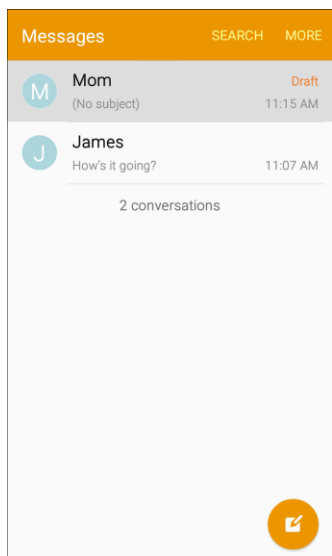 Messages SEARCH MORE
M Mom Draft
(No subject) 11:15 AM
J James
How's it going? 11:07 AM
2 conversations